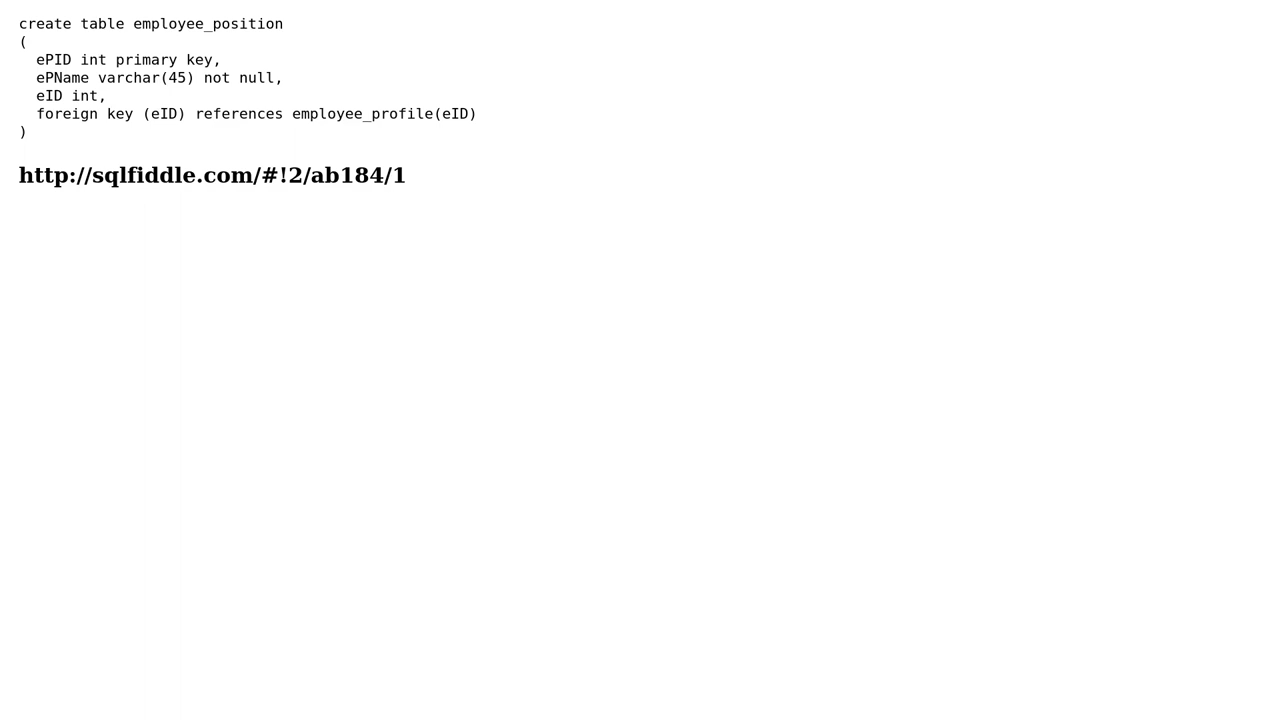 create table employee_position
(
  ePID int primary key,
  ePName varchar(45) not null,
  eID int,
  foreign key (eID) references employee_profile(eID)
)
http://sqlfiddle.com/#!2/ab184/1